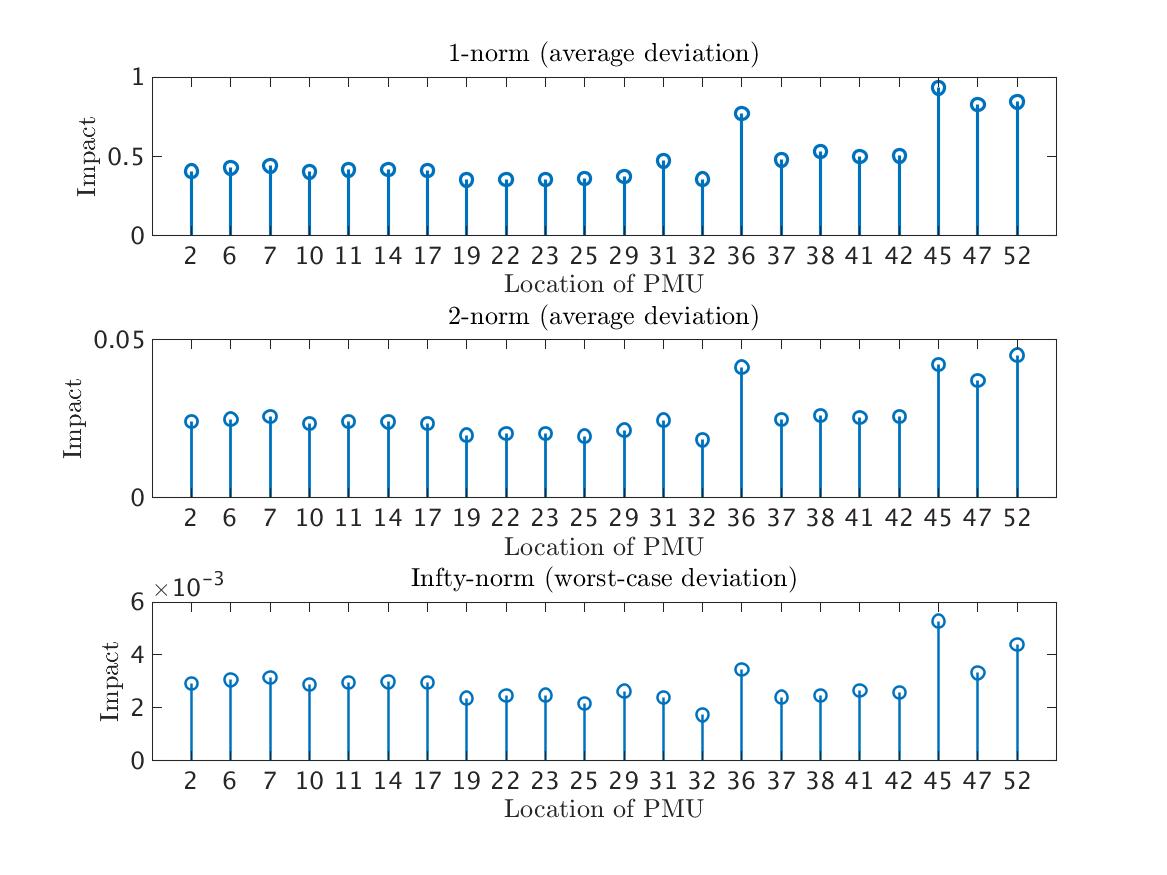 1-norm (average deviation)
1
0.5
0
Impact
2 6 7 10 11 14 17 19 22 23 25 29 31 32 36 37 38 41 42 45 47 52
Location of PMU
2-norm (average deviation)
0.05
0
Impact
2 6 7 10 11 14 17 19 22 23 25 29 31 32 36 37 38 41 42 45 47 52
Location of PMU
Infty-norm (worst-case deviation)
×10⁻³
6
4
2
0
Impact
2 6 7 10 11 14 17 19 22 23 25 29 31 32 36 37 38 41 42 45 47 52
Location of PMU